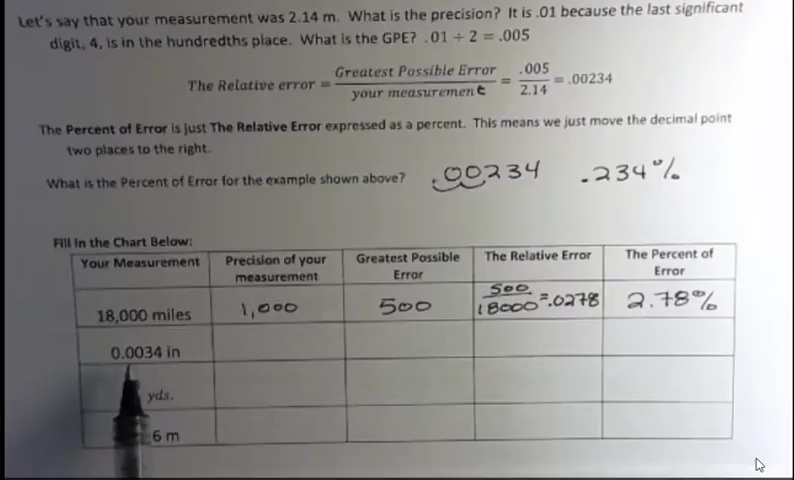 Let's say that your measurement was 2.14 m. What is the precision? It is .01 because the last significant
digit, 4, is in the hundredths place. What is the GPE? .01 ÷ 2 = .005
The Relative error = Greatest Possible Error / your measurement = .005 / 2.14 = .00234
The Percent of Error is just The Relative Error expressed as a percent. This means we just move the decimal point
two places to the right.
What is the Percent of Error for the example shown above? .00234 .234%
Fill In the Chart Below:
Your Measurement Precision of your measurement Greatest Possible Error The Relative Error The Percent of Error
18,000 miles 1,000 500 500 / 18000 = .0278 2.78%
0.0034 in
yds.
6 m